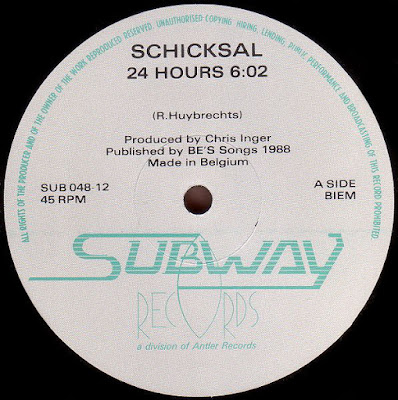 ALL RIGHTS OF THE PRODUCER AND OF THE OWNER OF THE WORK REPRODUCED RESERVED. UNAUTHORISED COPYING, HIRING, LENDING, PUBLIC PERFORMANCE AND BROADCASTING OF THIS RECORD PROHIBITED
SCHICKSAL
24 HOURS 6:02
(R.Huybrechts)
Produced by Chris Inger
Published by BE'S Songs 1988
Made in Belgium
SUB 048-12
45 RPM
A SIDE
BIEM
SUBWAY
RECORDS
a division of Antler Records